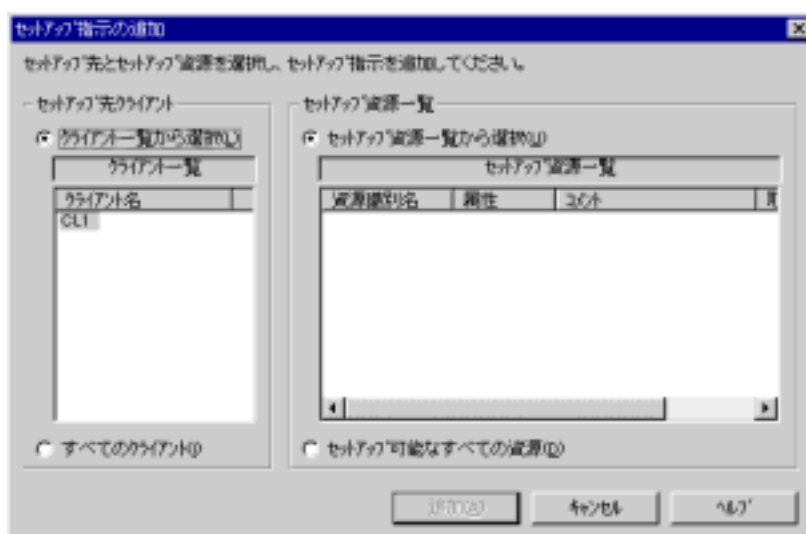 セットアップ指示の追加
セットアップ先とセットアップ資源を選択し、セットアップ指示を追加してください。
セットアップ先クライアント
クライアント一覧から選択(L)
クライアント一覧
クライアント名
CL1
すべてのクライアント(I)
セットアップ資源一覧
セットアップ資源一覧から選択(U)
セットアップ資源一覧
資源識別名 属性 コメント
セットアップ可能なすべての資源(D)
追加(A) キャンセル ヘルプ